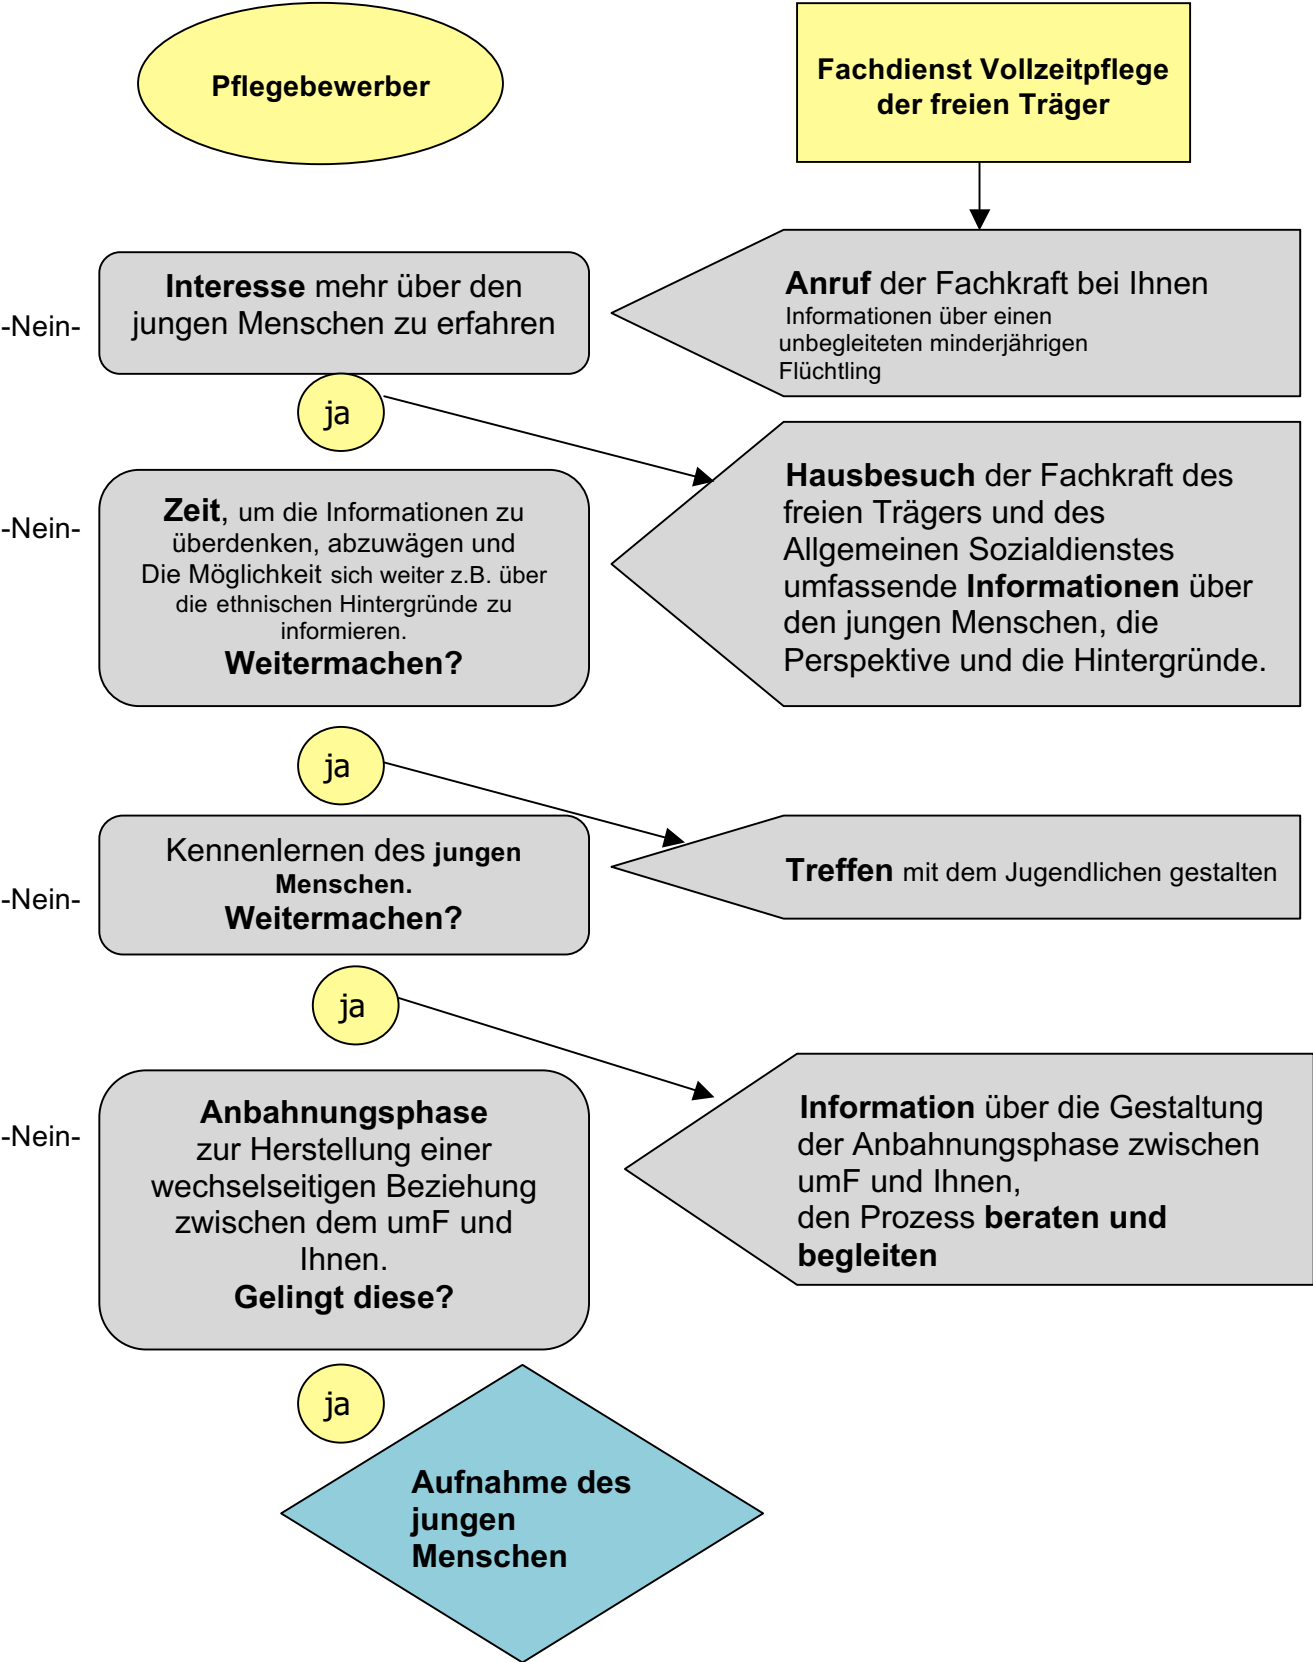 Pflegebewerber
Fachdienst Vollzeitpflege
der freien Träger
Anruf der Fachkraft bei Ihnen
Informationen über einen
unbegleiteten minderjährigen
Flüchtling
-Nein-
Interesse mehr über den
jungen Menschen zu erfahren
ja
Hausbesuch der Fachkraft des
freien Trägers und des
Allgemeinen Sozialdienstes
umfassende Informationen über
den jungen Menschen, die
Perspektive und die Hintergründe.
-Nein-
Zeit, um die Informationen zu
überdenken, abzuwägen und
Die Möglichkeit sich weiter z.B. über
die ethnischen Hintergründe zu
informieren.
Weitermachen?
ja
Treffen mit dem Jugendlichen gestalten
-Nein-
Kennenlernen des jungen
Menschen.
Weitermachen?
ja
Information über die Gestaltung
der Anbahnungsphase zwischen
umF und Ihnen,
den Prozess beraten und
begleiten
-Nein-
Anbahnungsphase
zur Herstellung einer
wechselseitigen Beziehung
zwischen dem umF und
Ihnen.
Gelingt diese?
ja
Aufnahme des
jungen
Menschen